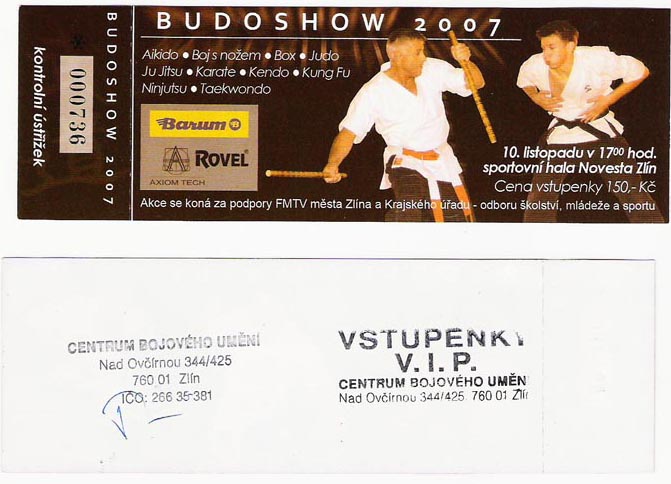 kontrolní ústřižek
000736
BUDOSHOW 2007
BUDOSHOW 2007
Aikido • Boj s nožem • Box • Judo
Ju Jitsu • Karate • Kendo • Kung Fu
Ninjutsu • Taekwondo
Barum
ROVEL
AXIOM TECH
10. listopadu v 17⁰⁰ hod.
sportovní hala Novesta Zlín
Cena vstupenky 150,- Kč
Akce se koná za podpory FMTV města Zlína a Krajského úřadu - odboru školství, mládeže a sportu
CENTRUM BOJOVÉHO UMĚNÍ
Nad Ovčírnou 344/425
760 01 Zlín
IČO: 266 35 381
VSTUPENKY
V.I.P.
CENTRUM BOJOVÉHO UMĚN
Nad Ovčírnou 344/425, 760 01 Zlí